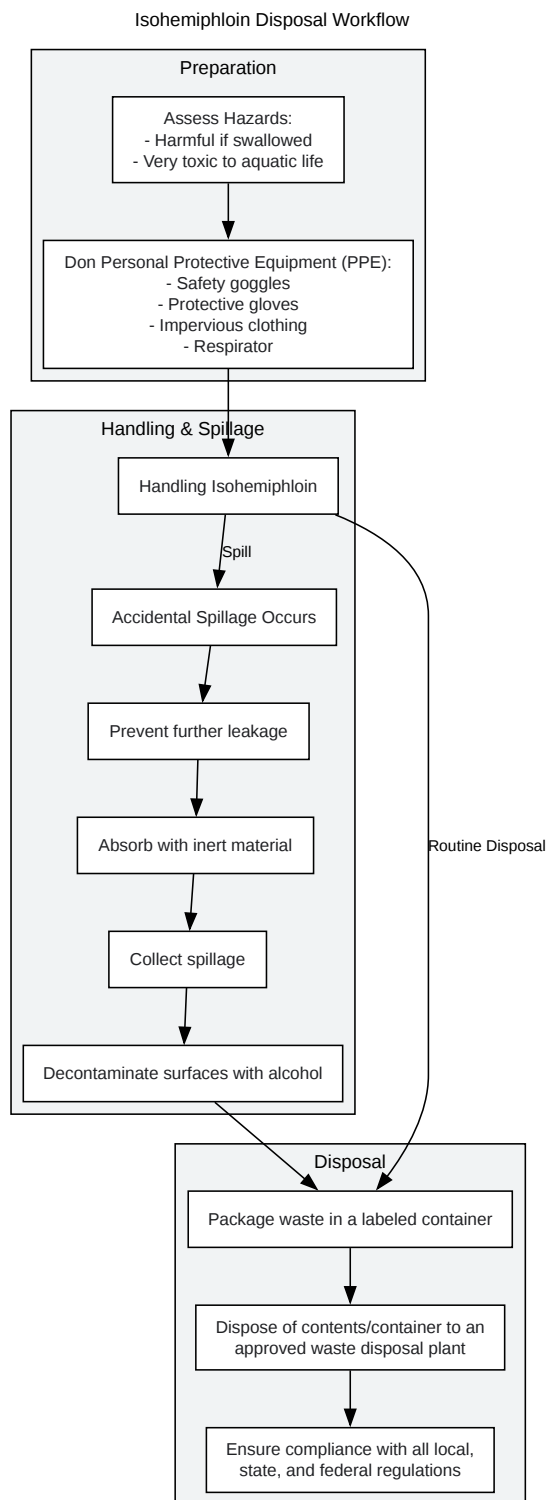 Isohemiphloin Disposal Workflow
Preparation
Assess Hazards:
- Harmful if swallowed
- Very toxic to aquatic life
Don Personal Protective Equipment (PPE):
- Safety goggles
- Protective gloves
- Impervious clothing
- Respirator
Handling & Spillage
Handling Isohemiphloin
Spill
Accidental Spillage Occurs
Prevent further leakage
Absorb with inert material
Routine Disposal
Collect spillage
Decontaminate surfaces with alcohol
Disposal
Package waste in a labeled container
Dispose of contents/container to an
approved waste disposal plant
Ensure compliance with all local,
state, and federal regulations